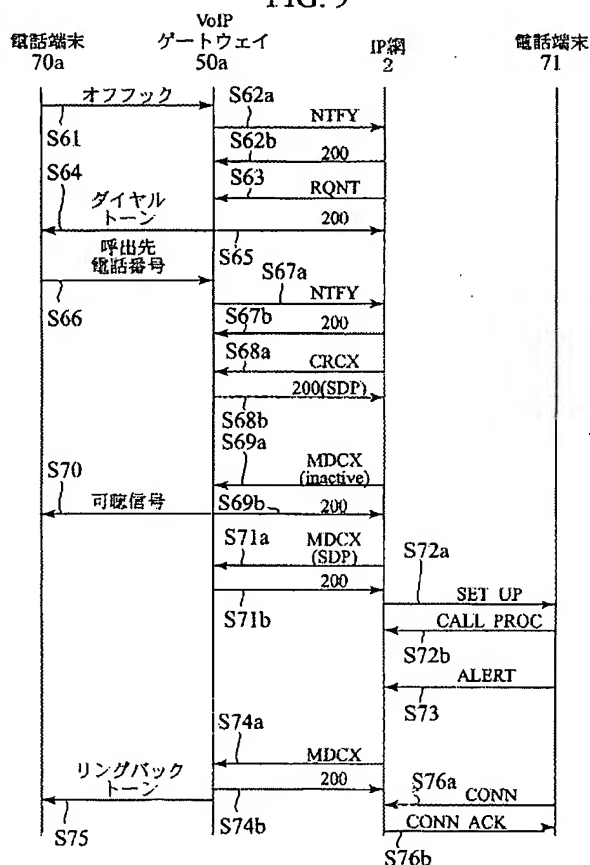 FIG. 9
電話端末
70a
VoIP
ゲートウェイ
50a
IP網
2
電話端末
71
オフフック
S61
S62a
NTFY
S62b
200
S63
RQNT
S64
ダイヤル
トーン
200
S65
呼出先
電話番号
S66
S67a
NTFY
S67b
200
S68a
CRCX
200(SDP)
S68b
S69a
MDCX
(inactive)
S70
可聴信号
S69b
200
S71a
MDCX
(SDP)
200
S71b
S72a
SET UP
CALL PROC
S72b
ALERT
S73
S74a
MDCX
リングバック
トーン
200
S75
S74b
S76a
CONN
CONN ACK
S76b